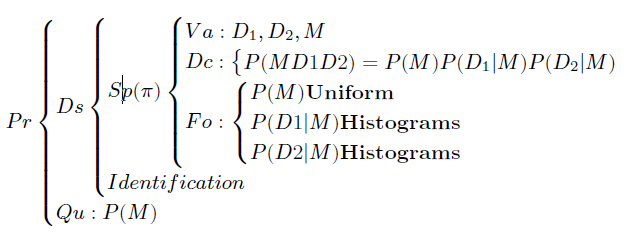 Va : D₁, D₂, M
Dc : {P(MD1D2) = P(M)P(D₁|M)P(D₂|M)
Sp(π)
P(M)Uniform
Ds
Pr
Fo :
P(D1|M)Histograms
P(D2|M)Histograms
Identification
Qu : P(M)